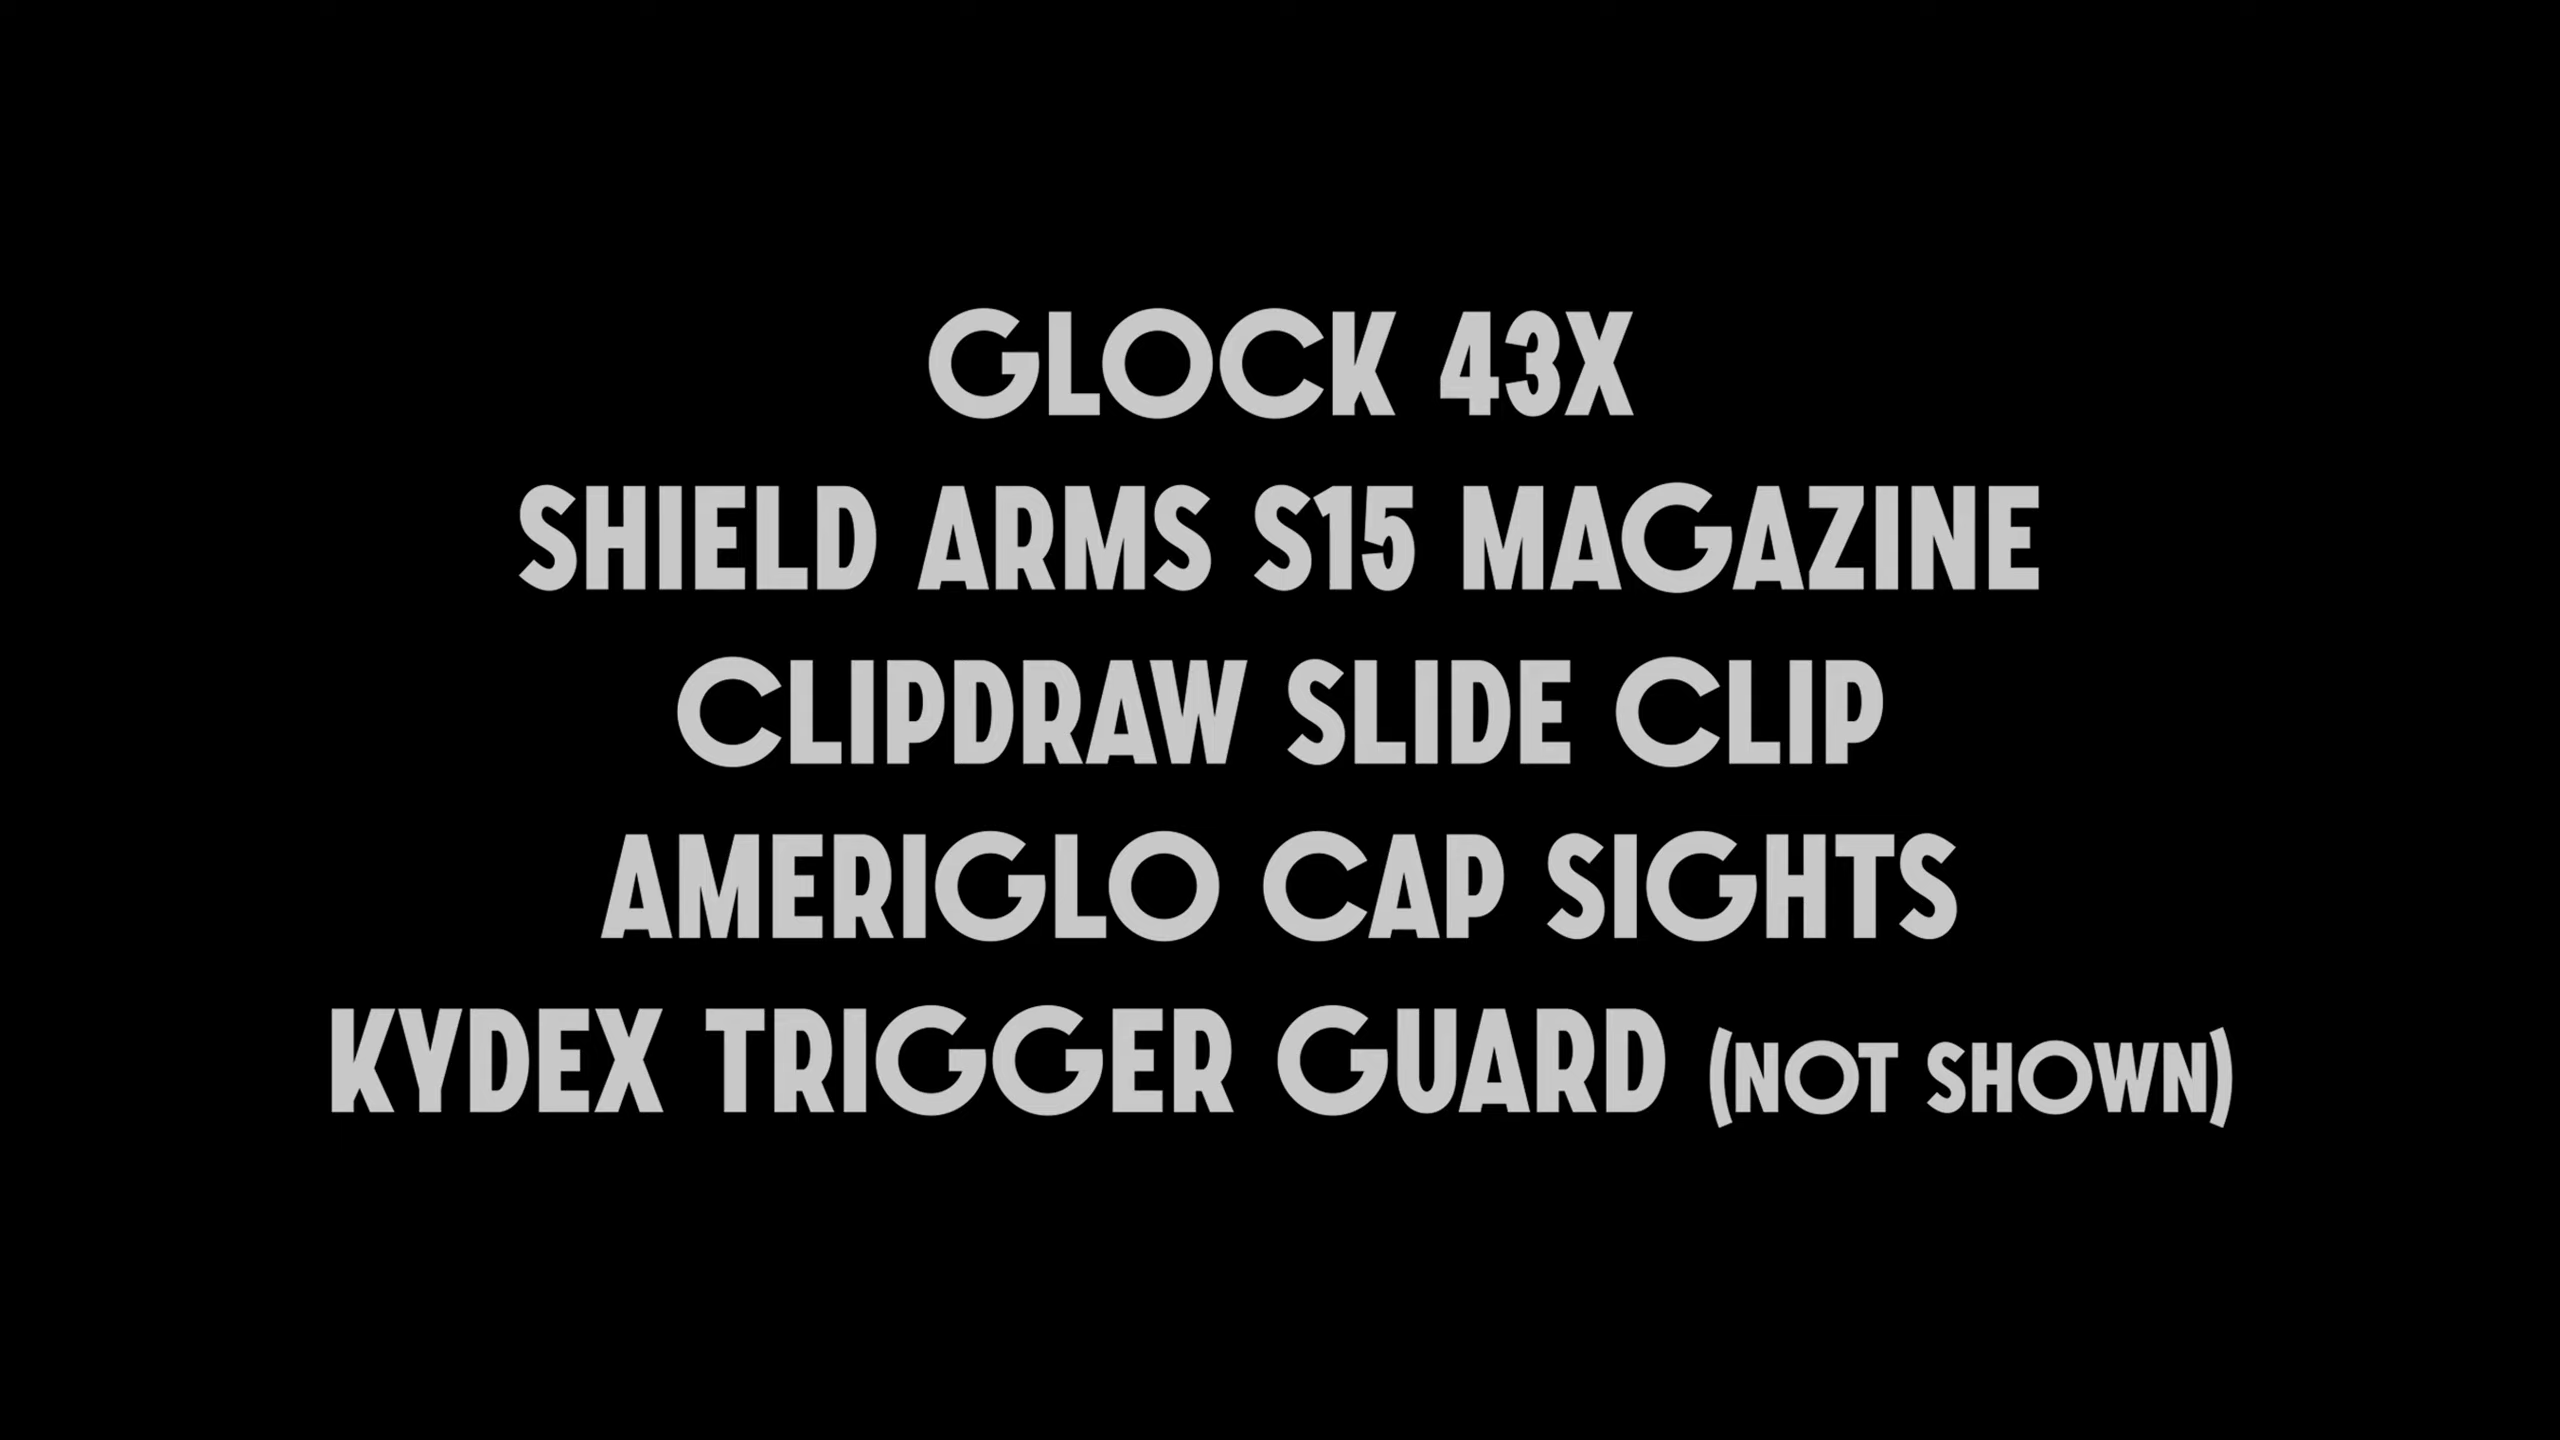 GLOCK 43X
SHIELD ARMS S15 MAGAZINE
CLIPDRAW SLIDE CLIP
AMERIGLO CAP SIGHTS
KYDEX TRIGGER GUARD (NOT SHOWN)